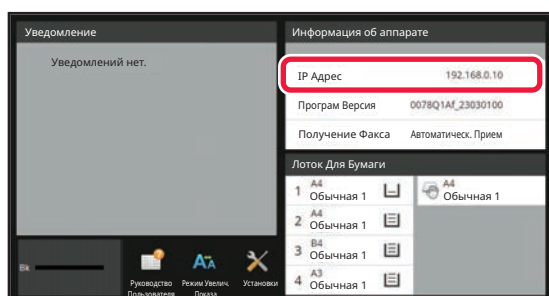 Уведомление
Уведомлений нет.
Информация об аппарате
IP Адрес 192.168.0.10
Програм Версия 0078Q1Af_23030100
Получение Факса Автоматическ. Прием
Лоток Для Бумаги
1 A4 Обычная 1
A4 Обычная 1
2 A4 Обычная 1
3 B4 Обычная 1
4 A3 Обычная 1
Bk
Руководство Пользователя
Режим Увелич. Показа
Установки